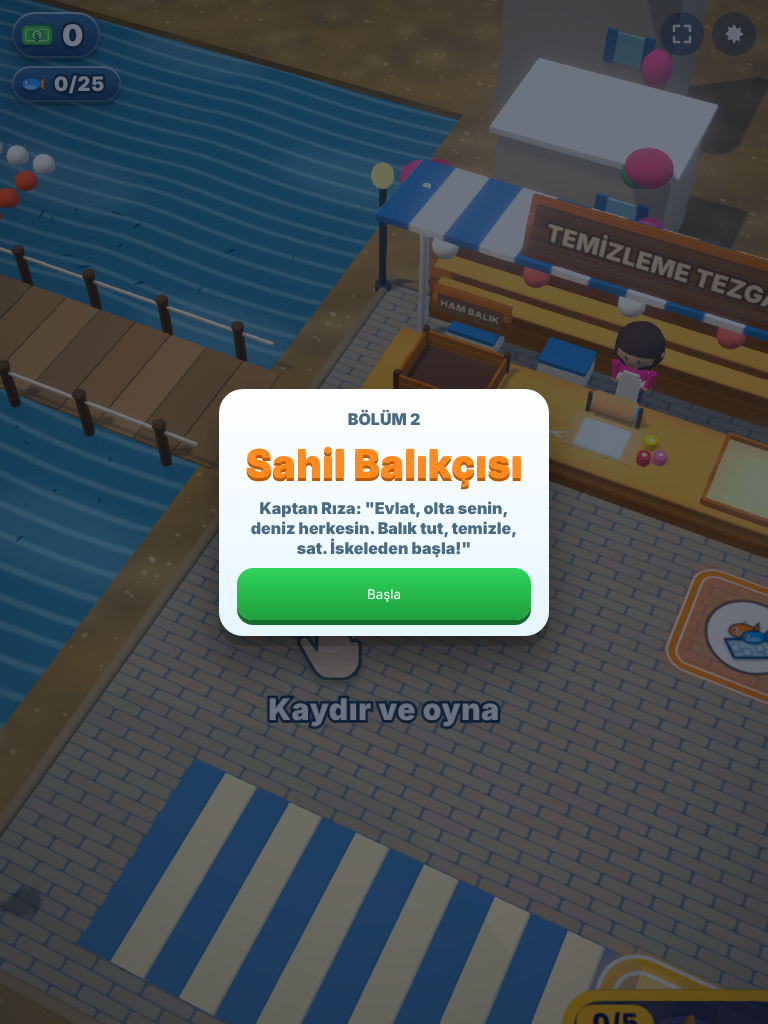 0
0/25
TEMİZLEME TEZGA
HAM BALIK
BÖLÜM 2
Sahil Balıkçısı
Kaptan Rıza: "Evlat, olta senin,
deniz herkesin. Balık tut, temizle,
sat. İskeleden başla!"
Başla
Kaydır ve oyna
0/5